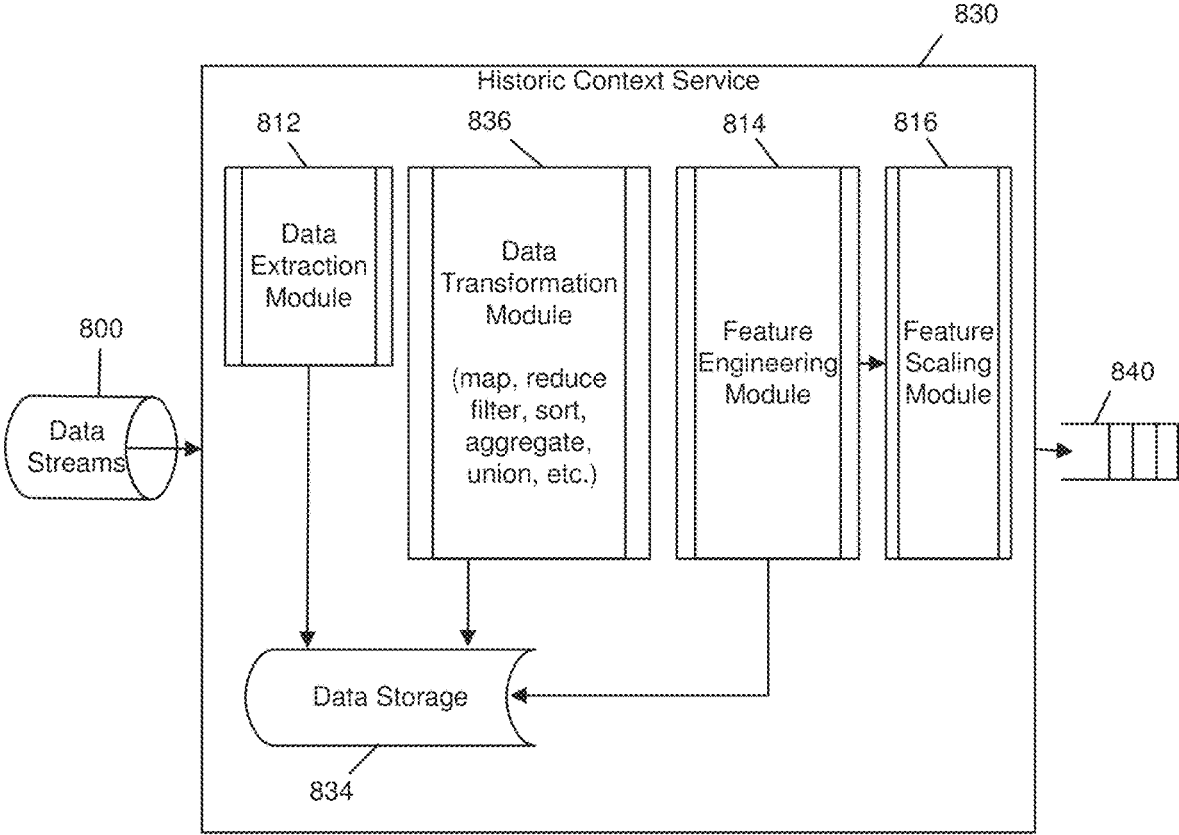 830
Historic Context Service
812
836
814
816
Data
Extraction
Module
Data
Transformation
Module
(map, reduce
filter, sort,
aggregate,
union, etc.)
Feature
Engineering
Module
Feature
Scaling
Module
800
Data
Streams
840
Data Storage
834